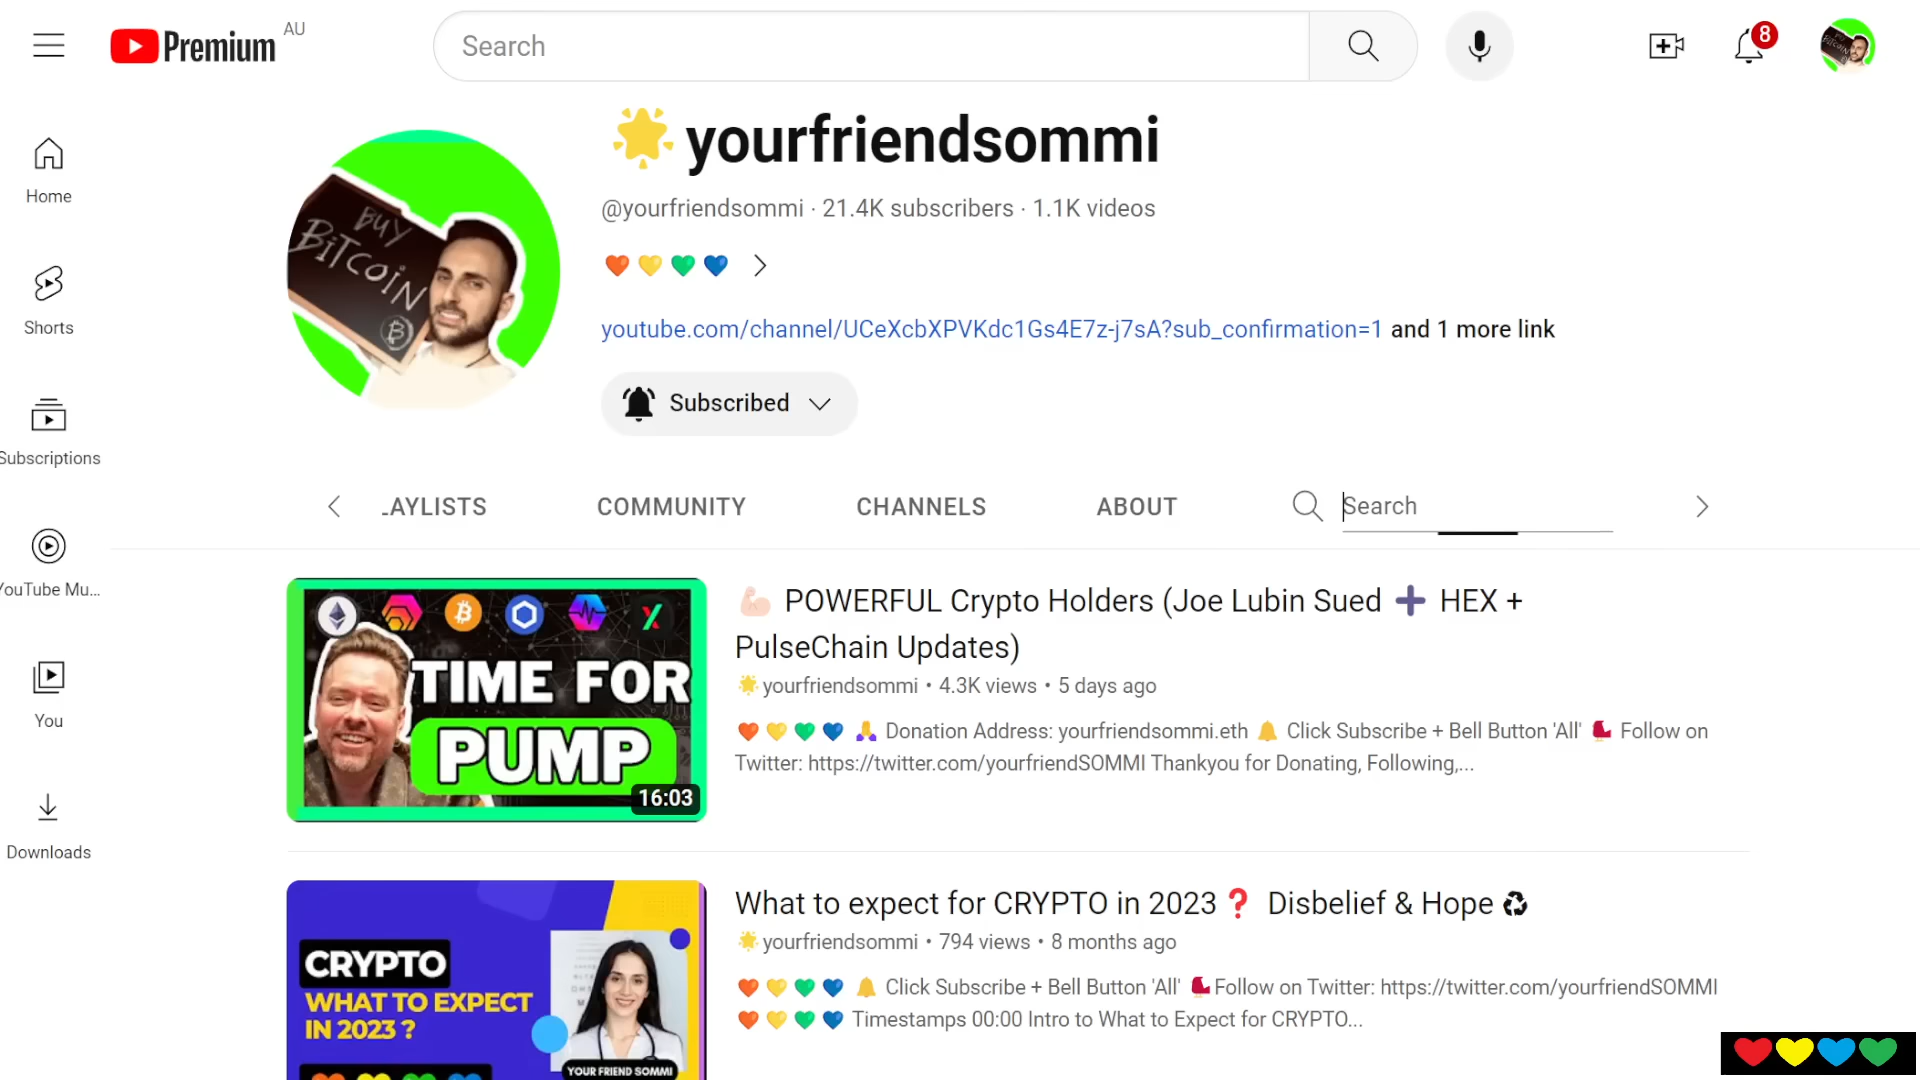 Premium AU
Search
8
Home
Shorts
Subscriptions
YouTube Mu...
You
Downloads
yourfriendsommi
@yourfriendsommi · 21.4K subscribers · 1.1K videos
youtube.com/channel/UCeXcbXPVKdc1Gs4E7z-j7sA?sub_confirmation=1 and 1 more link
Subscribed
BUY
BiTCOiN
LAYLISTS
COMMUNITY
CHANNELS
ABOUT
Search
TIME FOR
PUMP
16:03
POWERFUL Crypto Holders (Joe Lubin Sued ➕ HEX +
PulseChain Updates)
yourfriendsommi • 4.3K views • 5 days ago
Donation Address: yourfriendsommi.eth 🔔 Click Subscribe + Bell Button 'All' Follow on
Twitter: https://twitter.com/yourfriendSOMMI Thankyou for Donating, Following,...
CRYPTO
WHAT TO EXPECT
IN 2023 ?
YOUR FRIEND SOMMI
What to expect for CRYPTO in 2023❓ Disbelief & Hope ♻
yourfriendsommi • 794 views • 8 months ago
Click Subscribe + Bell Button 'All' Follow on Twitter: https://twitter.com/yourfriendSOMMI
Timestamps 00:00 Intro to What to Expect for CRYPTO...